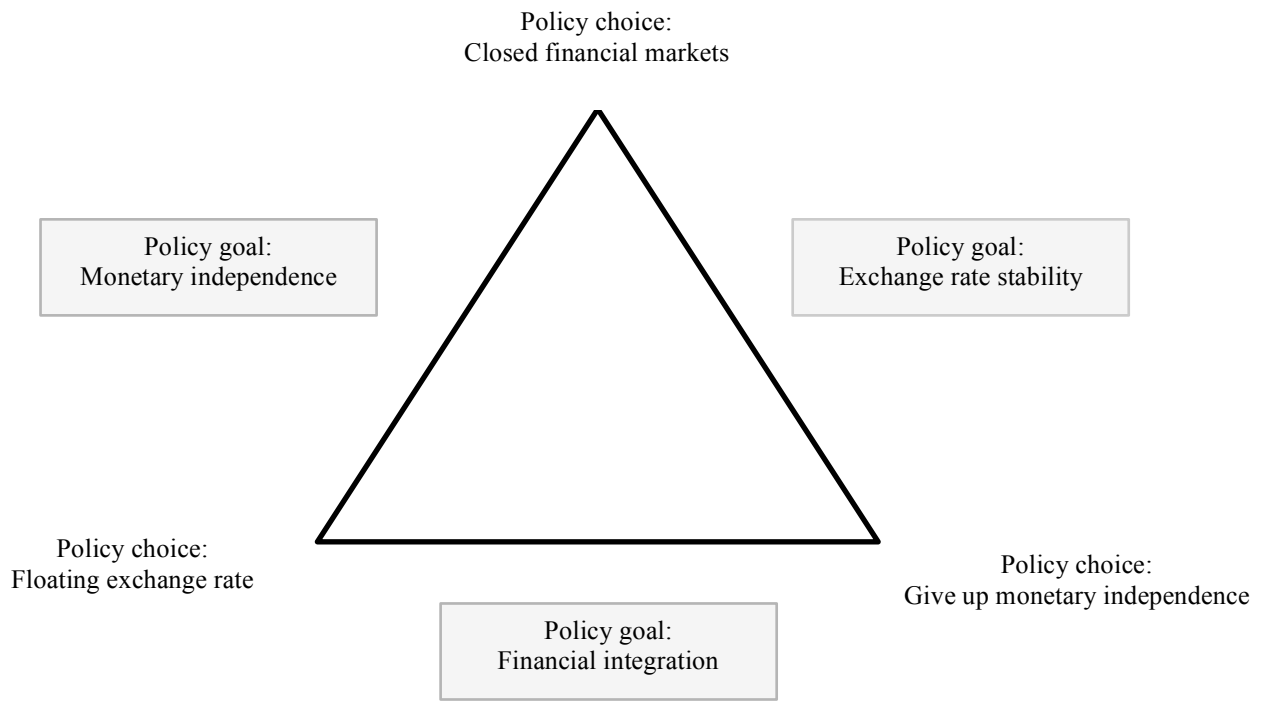 Policy choice:
Closed financial markets
Policy goal:
Monetary independence
Policy goal:
Exchange rate stability
Policy choice:
Floating exchange rate
Policy choice:
Give up monetary independence
Policy goal:
Financial integration